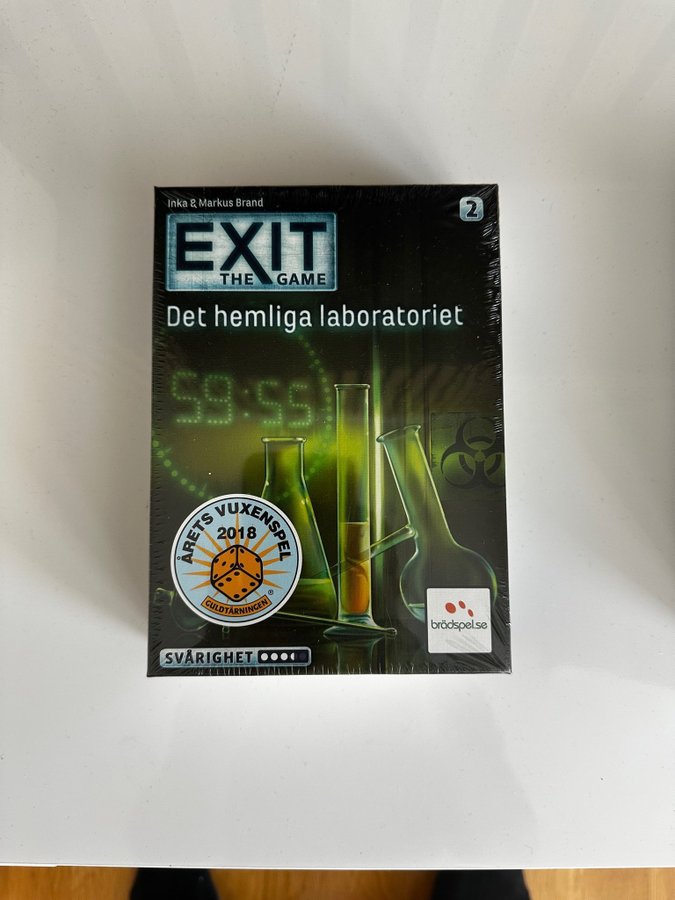 Inka & Markus Brand
2
EXIT
THE GAME
Det hemliga laboratoriet
59:55
ÅRETS VUXENSPEL
2018
GULDTÄRNINGEN
®
brädspel.se
SVÅRIGHET